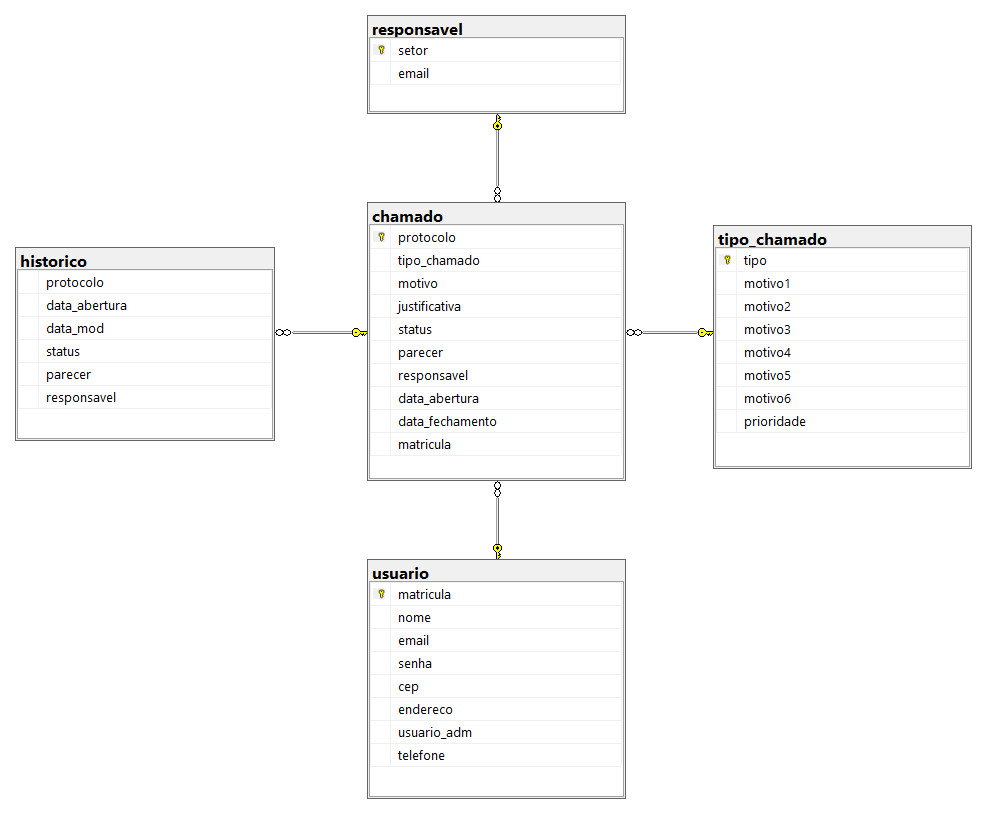 responsavel
setor
email
chamado
protocolo
tipo_chamado
motivo
justificativa
status
parecer
responsavel
data_abertura
data_fechamento
matricula
historico
protocolo
data_abertura
data_mod
status
parecer
responsavel
tipo_chamado
tipo
motivo1
motivo2
motivo3
motivo4
motivo5
motivo6
prioridade
usuario
matricula
nome
email
senha
cep
endereco
usuario_adm
telefone